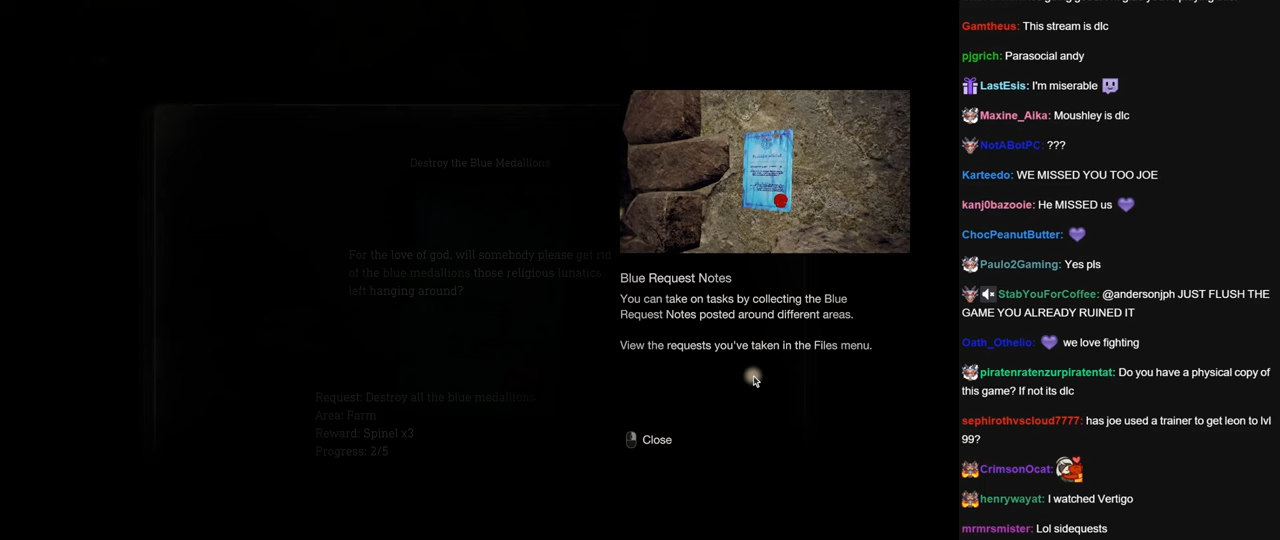 Gamtheus: This stream is dlc
pjgrich: Parasocial andy
LastEsis: I'm miserable
Maxine_Aika: Moushley is dlc
NotABotPC: ???
Karteedo: WE MISSED YOU TOO JOE
kanj0bazooie: He MISSED us
ChocPeanutButter:
Paulo2Gaming: Yes pls
StabYouForCoffee: @andersonjph JUST FLUSH THE
GAME YOU ALREADY RUINED IT
Oath_Othelio: we love fighting
piratenratenzurpiratentat: Do you have a physical copy of
this game? If not its dlc
sephirothvscloud7777: has joe used a trainer to get leon to lvl
99?
CrimsonOcat:
henrywayat: I watched Vertigo
mrmrsmister: Lol sidequests
Destroy the Blue Medallions
For the love of god, will somebody please get rid
of the blue medallions those religious lunatics
left hanging around?
Request: Destroy all the blue medallions
Area: Farm
Reward: Spinel x3
Progress: 2/5
Blue Request Notes
You can take on tasks by collecting the Blue
Request Notes posted around different areas.
View the requests you've taken in the Files menu.
Close